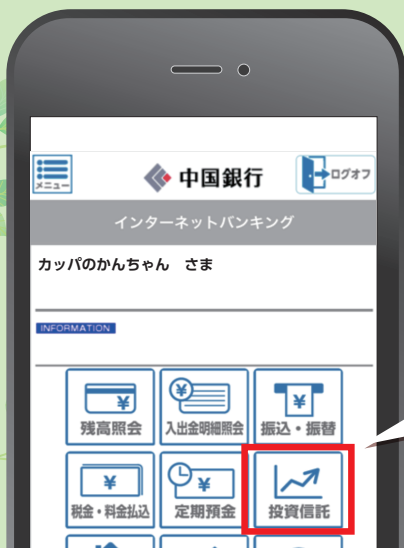 メニュー
中国銀行
ログオフ
インターネットバンキング
カッパのかんちゃん さま
INFORMATION
残高照会
入出金明細照会
振込・振替
税金・料金払込
定期預金
投資信託